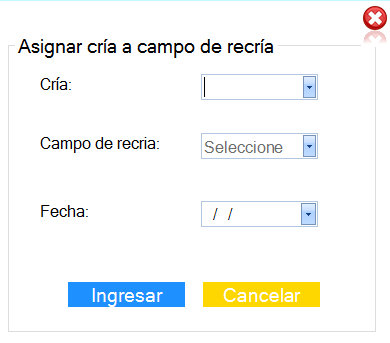 Asignar cría a campo de recría
Cría:
Campo de recria: Seleccione
Fecha: / /
Ingresar Cancelar